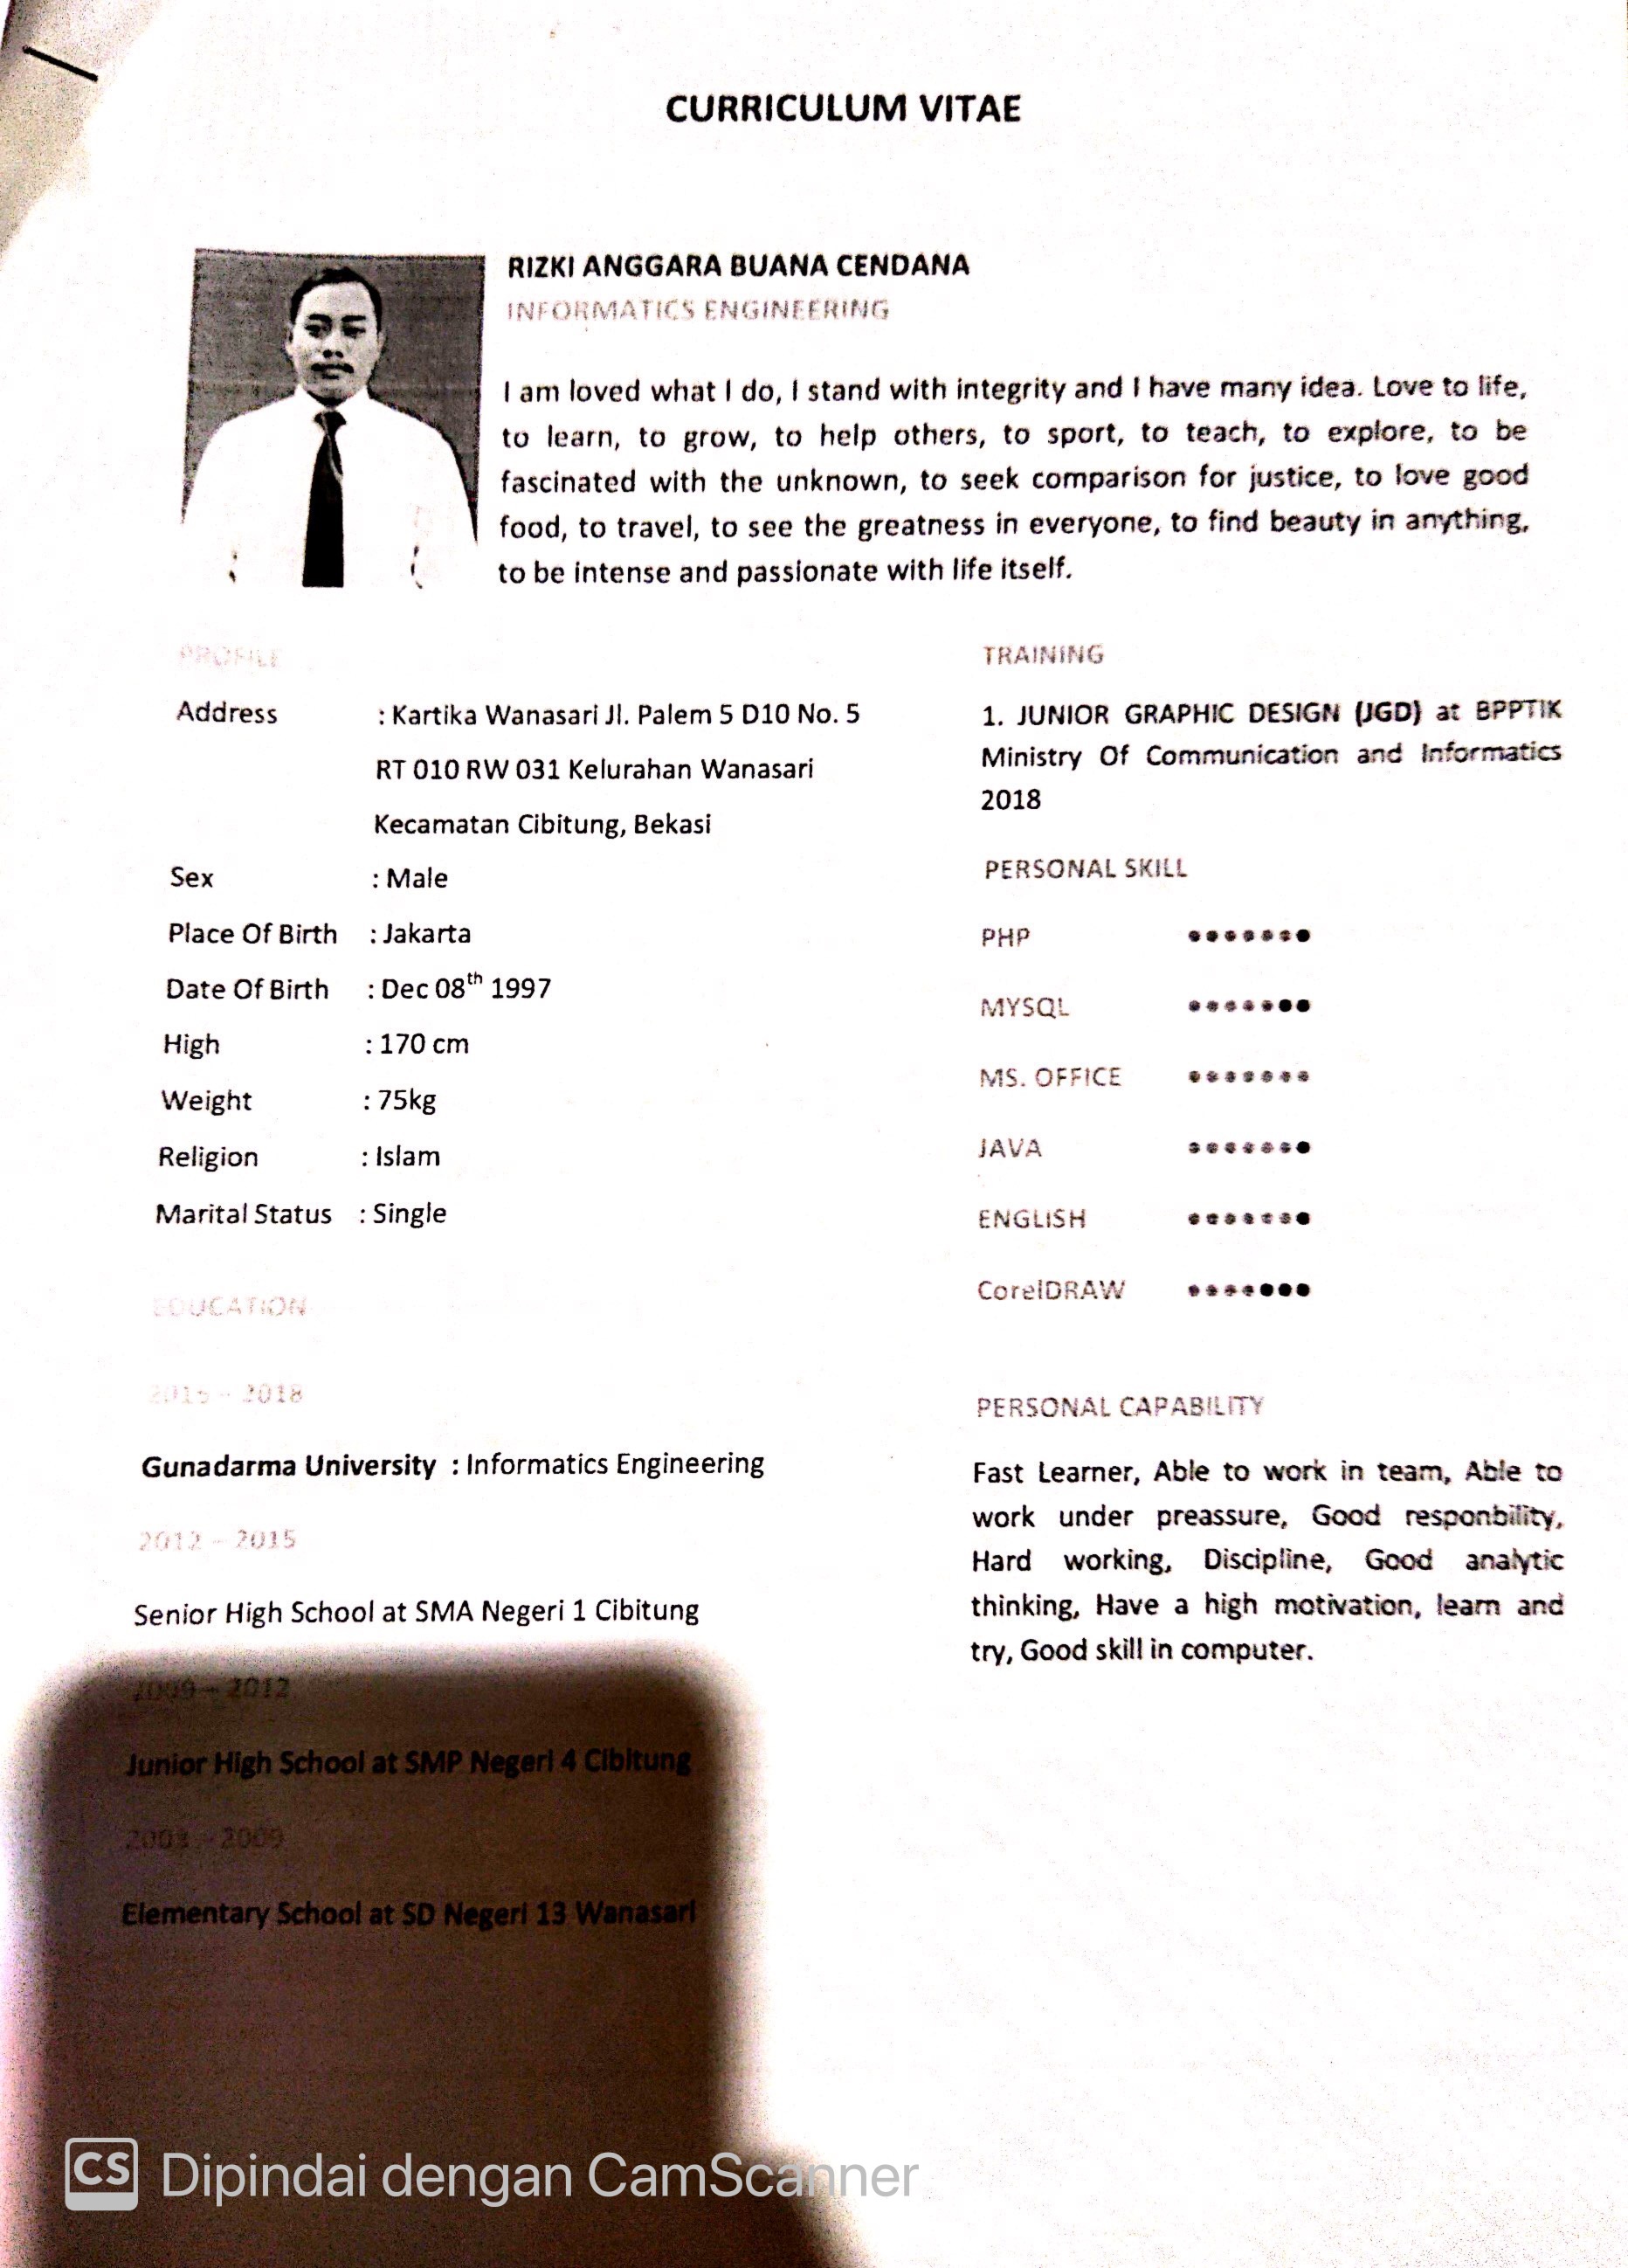 CURRICULUM VITAE
RIZKI ANGGARA BUANA CENDANA
INFORMATICS ENGINEERING
I am loved what I do, I stand with integrity and I have many idea. Love to life,
to learn, to grow, to help others, to sport, to teach, to explore, to be
fascinated with the unknown, to seek comparison for justice, to love good
food, to travel, to see the greatness in everyone, to find beauty in anything,
to be intense and passionate with life itself.
PROFILE
Address : Kartika Wanasari Jl. Palem 5 D10 No. 5
RT 010 RW 031 Kelurahan Wanasari
Kecamatan Cibitung, Bekasi
Sex : Male
Place Of Birth : Jakarta
Date Of Birth : Dec 08th 1997
High : 170 cm
Weight : 75kg
Religion : Islam
Marital Status : Single
EDUCATION
2015 – 2018
Gunadarma University : Informatics Engineering
2012 – 2015
Senior High School at SMA Negeri 1 Cibitung
2009 – 2012
Junior High School at SMP Negeri 4 Cibitung
– 2009
Elementary School at SD Negeri 13 Wanasari
TRAINING
1. JUNIOR GRAPHIC DESIGN (JGD) at BPPTIK
Ministry Of Communication and Informatics
2018
PERSONAL SKILL
PHP
MYSQL
MS. OFFICE
JAVA
ENGLISH
CorelDRAW
PERSONAL CAPABILITY
Fast Learner, Able to work in team, Able to
work under preassure, Good responbility,
Hard working, Discipline, Good analytic
thinking, Have a high motivation, learn and
try, Good skill in computer.
CS Dipindai dengan CamScanner